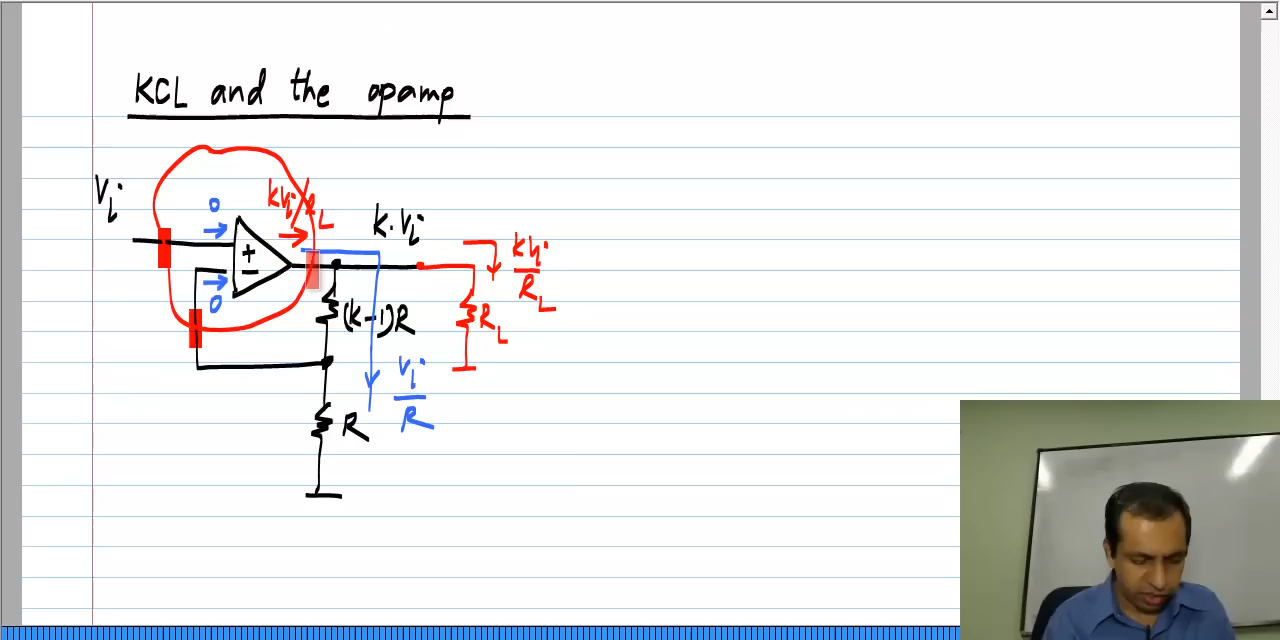 KCL and the opamp
Vi
0
kVi/RL
k·Vi
+
−
0
kVi/RL
(k-1)R
RL
Vi/R
R